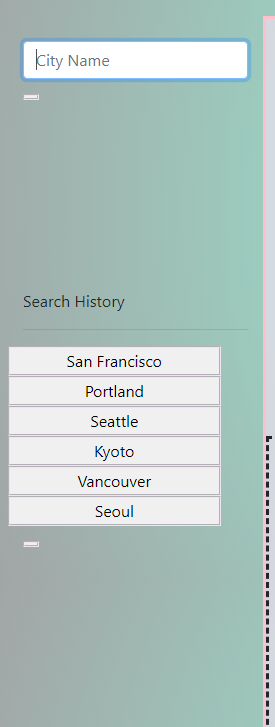 City Name
Search History
San Francisco
Portland
Seattle
Kyoto
Vancouver
Seoul